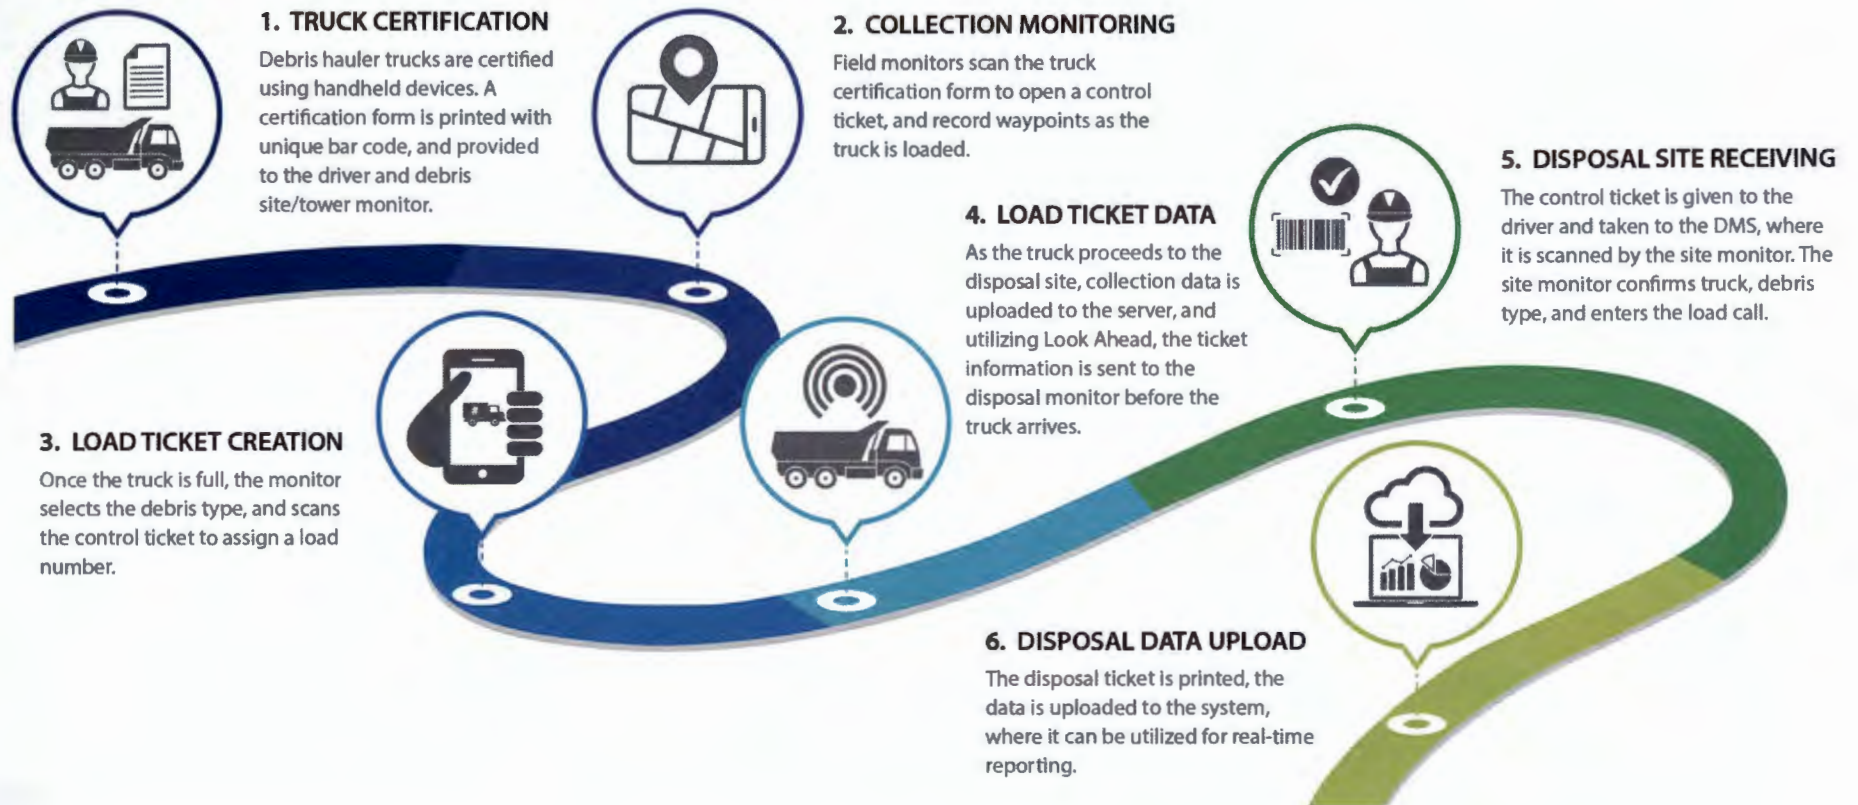 1. TRUCK CERTIFICATION
Debris hauler trucks are certified
using handheld devices. A
certification form is printed with
unique bar code, and provided
to the driver and debris
site/tower monitor.
2. COLLECTION MONITORING
Field monitors scan the truck
certification form to open a control
ticket, and record waypoints as the
truck is loaded.
3. LOAD TICKET CREATION
Once the truck is full, the monitor
selects the debris type, and scans
the control ticket to assign a load
number.
4. LOAD TICKET DATA
As the truck proceeds to the
disposal site, collection data is
uploaded to the server, and
utilizing Look Ahead, the ticket
information is sent to the
disposal monitor before the
truck arrives.
5. DISPOSAL SITE RECEIVING
The control ticket is given to the
driver and taken to the DMS, where
it is scanned by the site monitor. The
site monitor confirms truck, debris
type, and enters the load call.
6. DISPOSAL DATA UPLOAD
The disposal ticket is printed, the
data is uploaded to the system,
where it can be utilized for real-time
reporting.